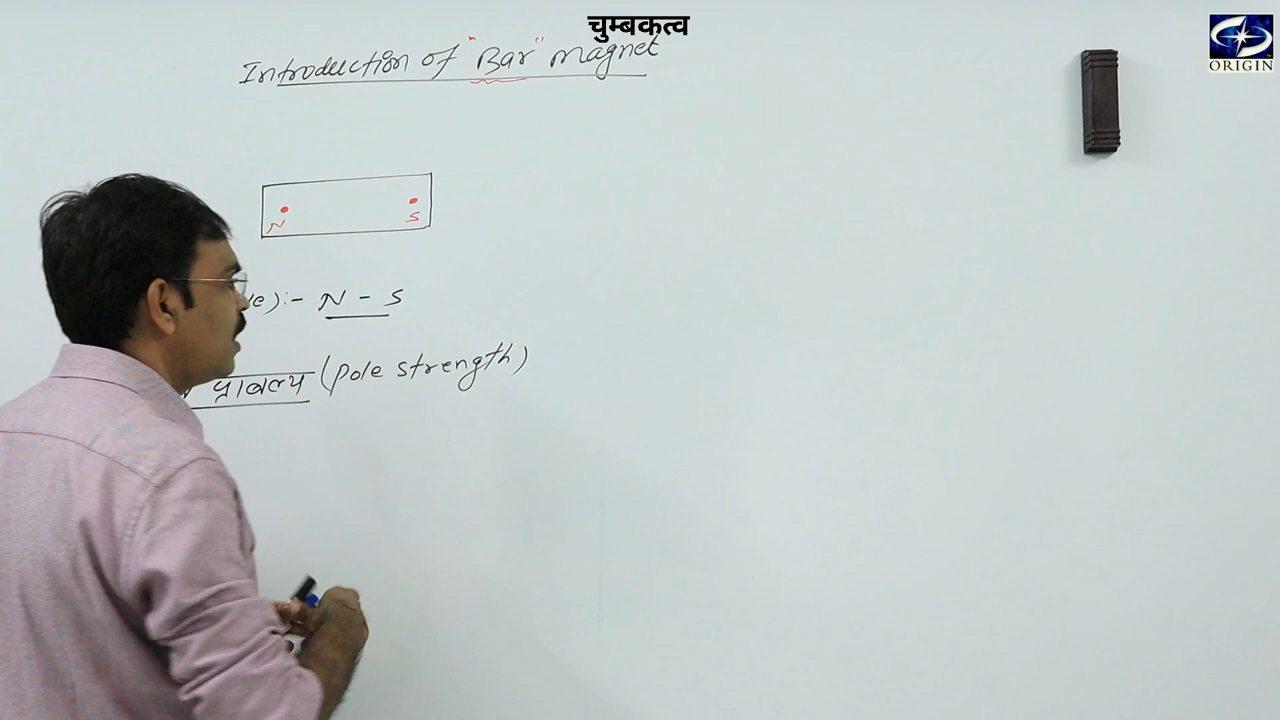 चुम्बकत्व
ORIGIN
Introduction of "Bar" magnet
N S
N - S
प्राबल्य (Pole strength)